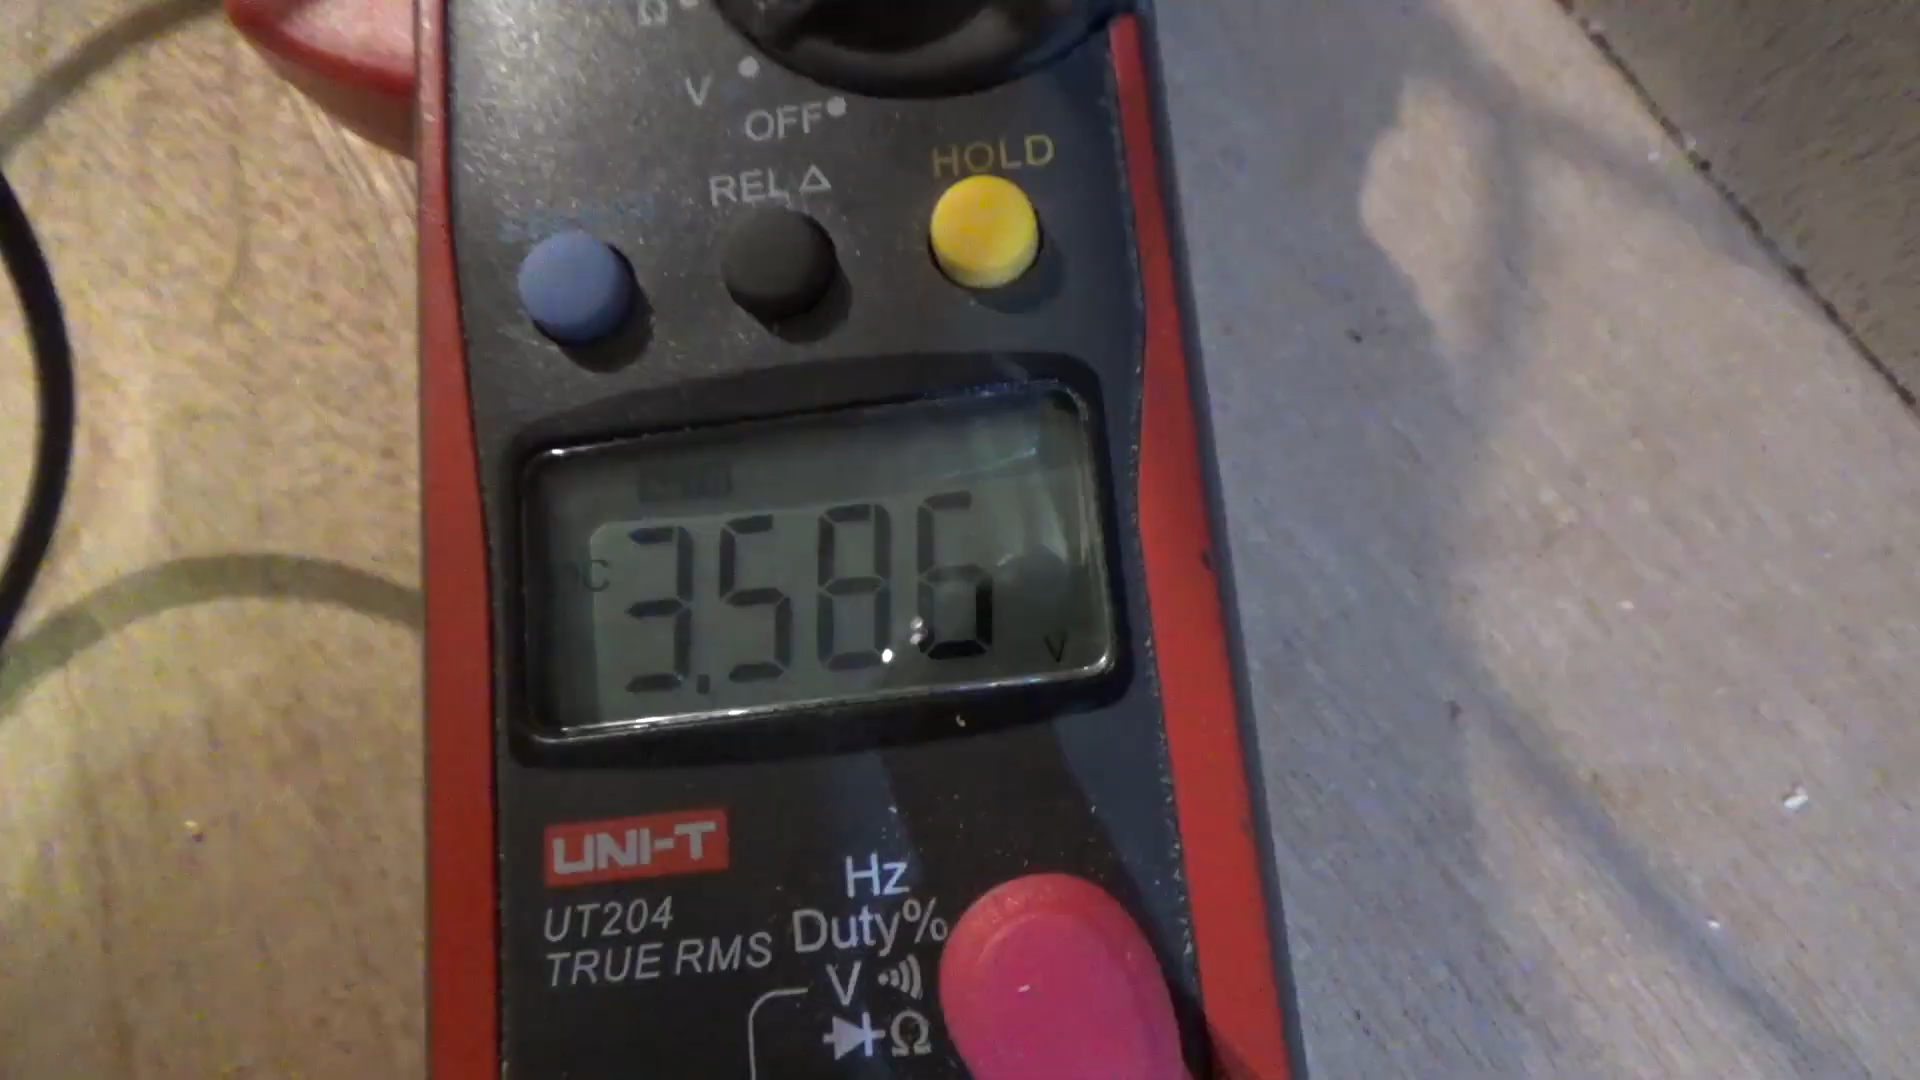 Ω
V
OFF
HOLD
REL △
C
3.586
V
UNI-T
UT204
TRUE RMS
Hz
Duty%
V
Ω